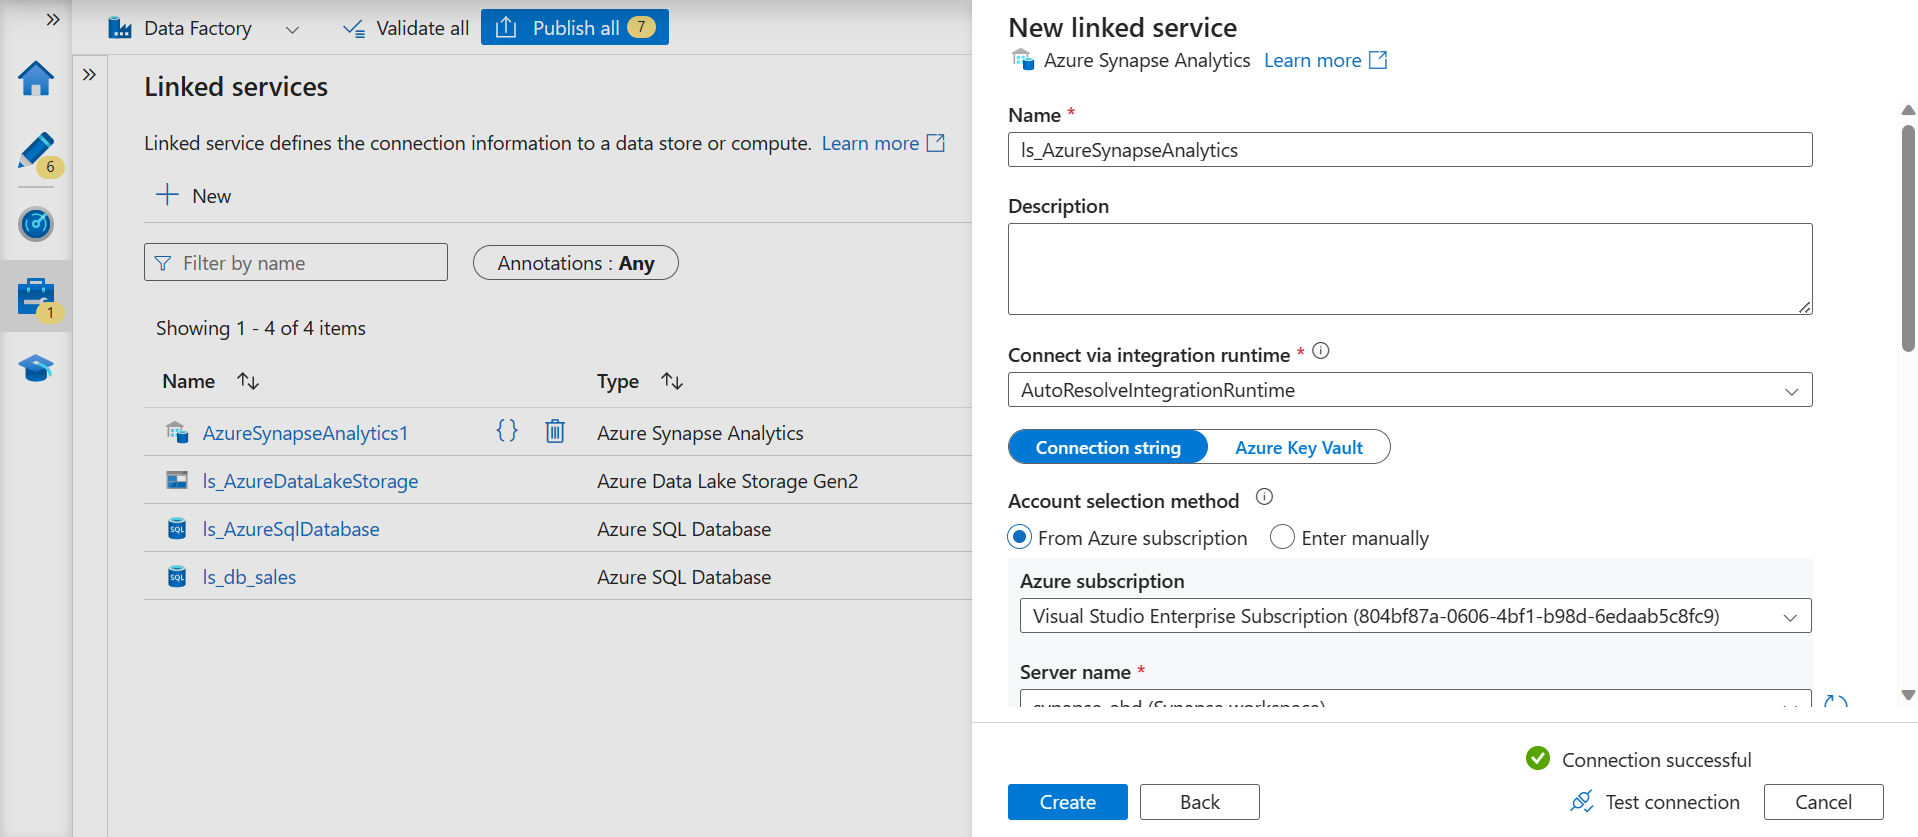 Data Factory
Validate all
Publish all 7
Linked services
Linked service defines the connection information to a data store or compute. Learn more
New
Filter by name
Annotations : Any
Showing 1 - 4 of 4 items
Name Type
AzureSynapseAnalytics1 {} Azure Synapse Analytics
ls_AzureDataLakeStorage Azure Data Lake Storage Gen2
SQL ls_AzureSqlDatabase Azure SQL Database
SQL ls_db_sales Azure SQL Database
6
1
New linked service
Azure Synapse Analytics Learn more
Name *
ls_AzureSynapseAnalytics
Description
Connect via integration runtime *
AutoResolveIntegrationRuntime
Connection string Azure Key Vault
Account selection method
From Azure subscription Enter manually
Azure subscription
Visual Studio Enterprise Subscription (804bf87a-0606-4bf1-b98d-6edaab5c8fc9)
Server name *
(Synapse workspace)
Connection successful
Create Back Test connection Cancel